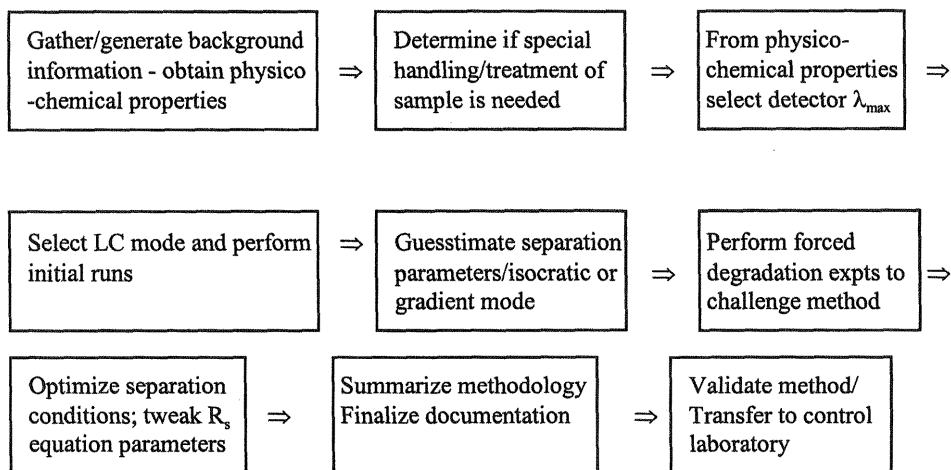 Gather/generate background
information - obtain physico
-chemical properties
⇒
Determine if special
handling/treatment of
sample is needed
⇒
From physico-
chemical properties
select detector λmax
⇒
Select LC mode and perform
initial runs
⇒
Guesstimate separation
parameters/isocratic or
gradient mode
⇒
Perform forced
degradation expts to
challenge method
⇒
Optimize separation
conditions; tweak Rs
equation parameters
⇒
Summarize methodology
Finalize documentation
⇒
Validate method/
Transfer to control
laboratory